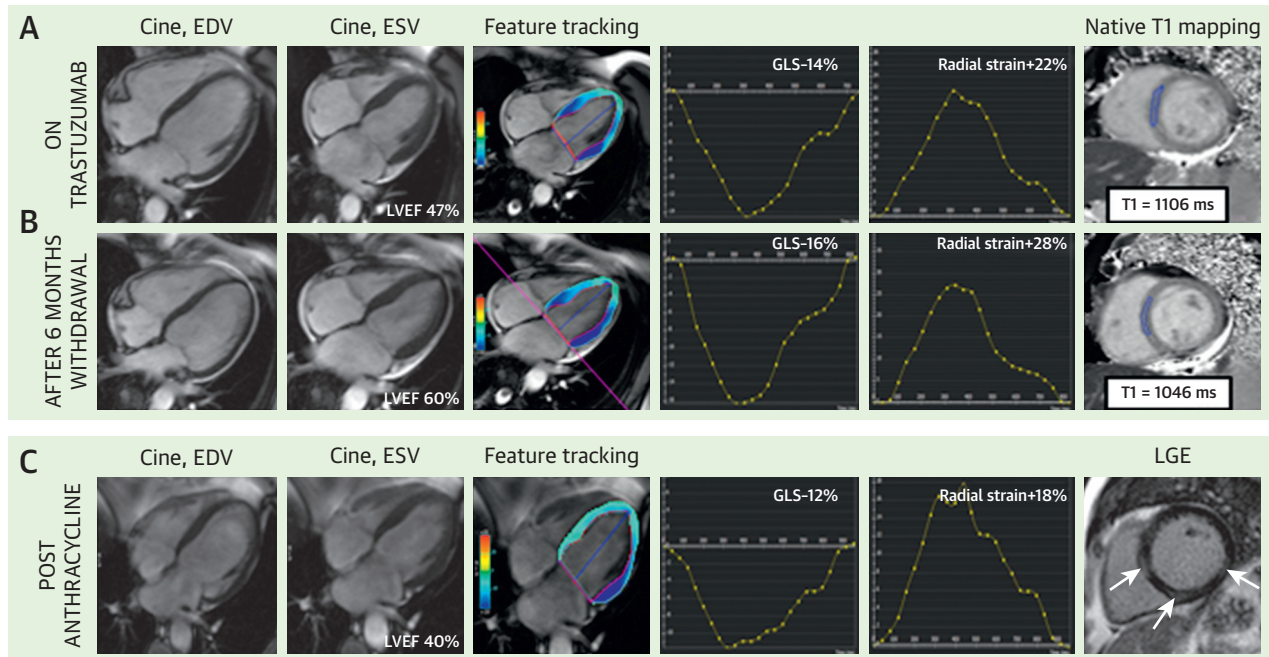 A
Cine, EDV
Cine, ESV
Feature tracking
Native T1 mapping
ON
TRASTUZUMAB
LVEF 47%
GLS-14%
Radial strain+22%
T1 = 1106 ms
B
AFTER 6 MONTHS
WITHDRAWAL
LVEF 60%
GLS-16%
Radial strain+28%
T1 = 1046 ms
C
Cine, EDV
Cine, ESV
Feature tracking
LGE
POST
ANTHRACYCLINE
LVEF 40%
GLS-12%
Radial strain+18%